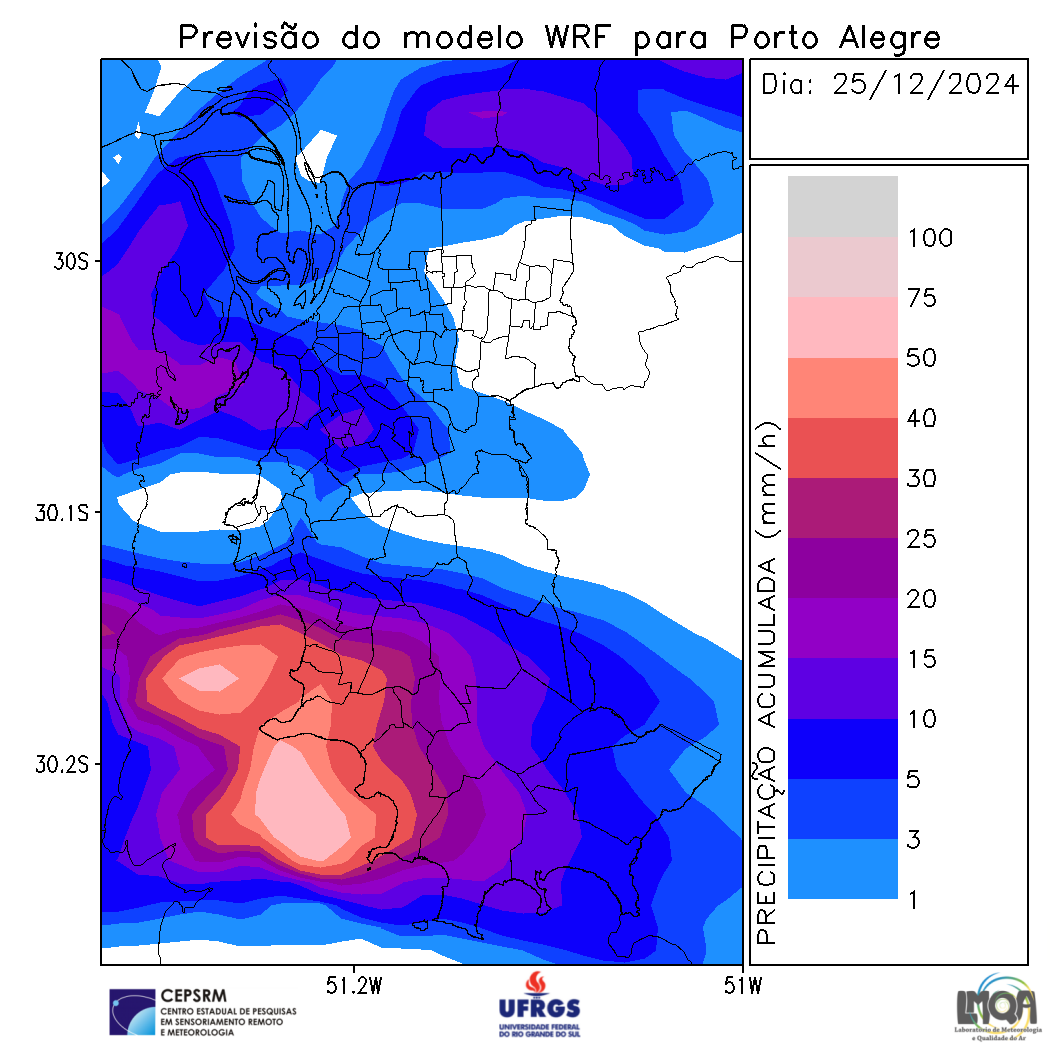 Previsão do modelo WRF para Porto Alegre
Dia: 25/12/2024
30S
30.1S
30.2S
51.2W
51W
PRECIPITAÇÃO ACUMULADA (mm/h)
100
75
50
40
30
25
20
15
10
5
3
1
CEPSRM
CENTRO ESTADUAL DE PESQUISAS
EM SENSORIAMENTO REMOTO
E METEOROLOGIA
UFRGS
UNIVERSIDADE FEDERAL
DO RIO GRANDE DO SUL
LMQA
Laboratório de Meteorologia
e Qualidade do Ar